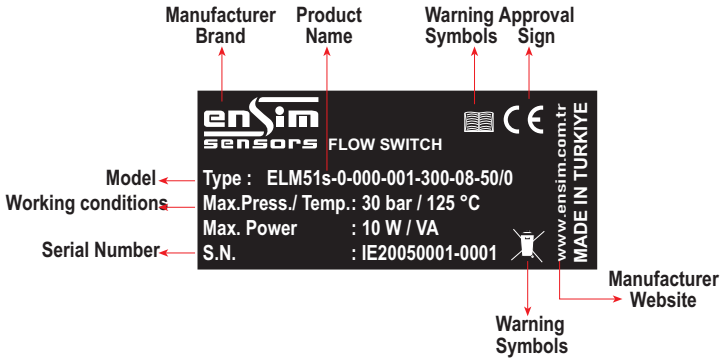 Manufacturer
Brand
Product
Name
Warning
Symbols
Approval
Sign
ensim
sensors
FLOW SWITCH
CE
Model
Type : ELM51s-0-000-001-300-08-50/0
Working conditions
Max.Press./ Temp.: 30 bar / 125 °C
Max. Power : 10 W / VA
Serial Number
S.N. : IE20050001-0001
www.ensim.com.tr
MADE IN TURKIYE
Manufacturer
Website
Warning
Symbols